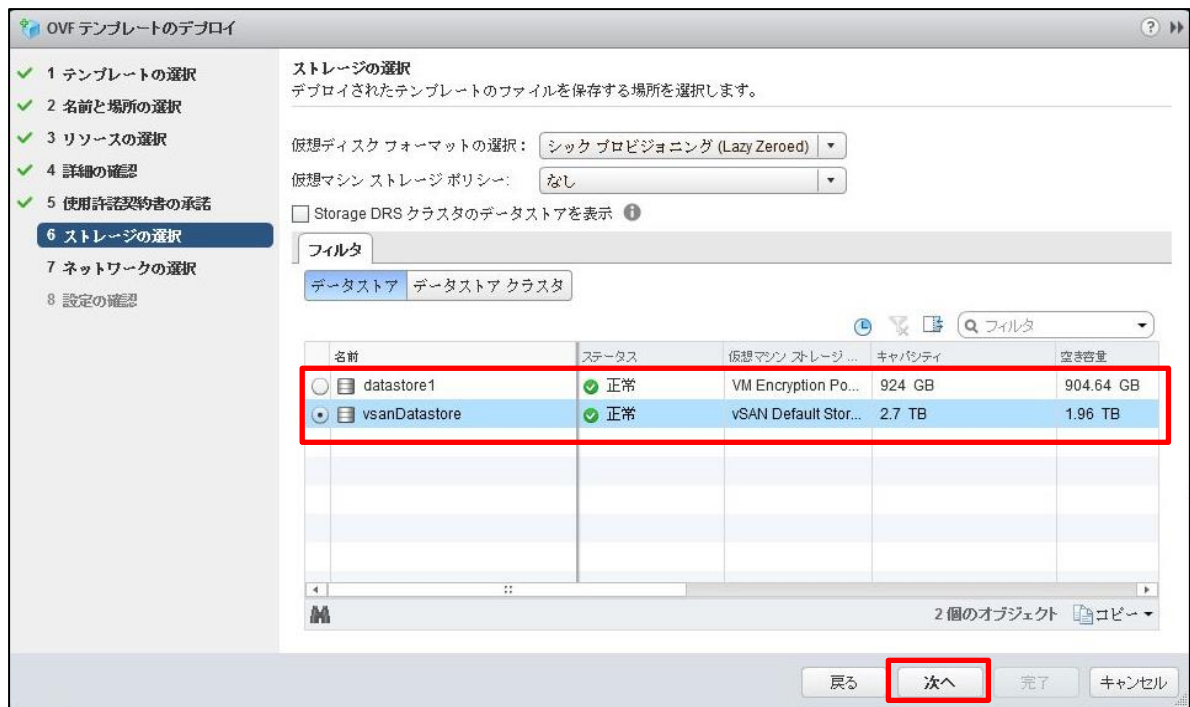 OVF テンプレートのデプロイ
1 テンプレートの選択
2 名前と場所の選択
3 リソースの選択
4 詳細の確認
5 使用許諾契約書の承諾
6 ストレージの選択
7 ネットワークの選択
8 設定の確認
ストレージの選択
デプロイされたテンプレートのファイルを保存する場所を選択します。
仮想ディスク フォーマットの選択: シック プロビジョニング (Lazy Zeroed)
仮想マシン ストレージ ポリシー: なし
Storage DRS クラスタのデータストアを表示
フィルタ
データストア データストア クラスタ
フィルタ
名前 ステータス 仮想マシン ストレージ ... キャパシティ 空き容量
datastore1 正常 VM Encryption Po... 924 GB 904.64 GB
vsanDatastore 正常 vSAN Default Stor... 2.7 TB 1.96 TB
2 個のオブジェクト コピー
戻る 次へ 完了 キャンセル